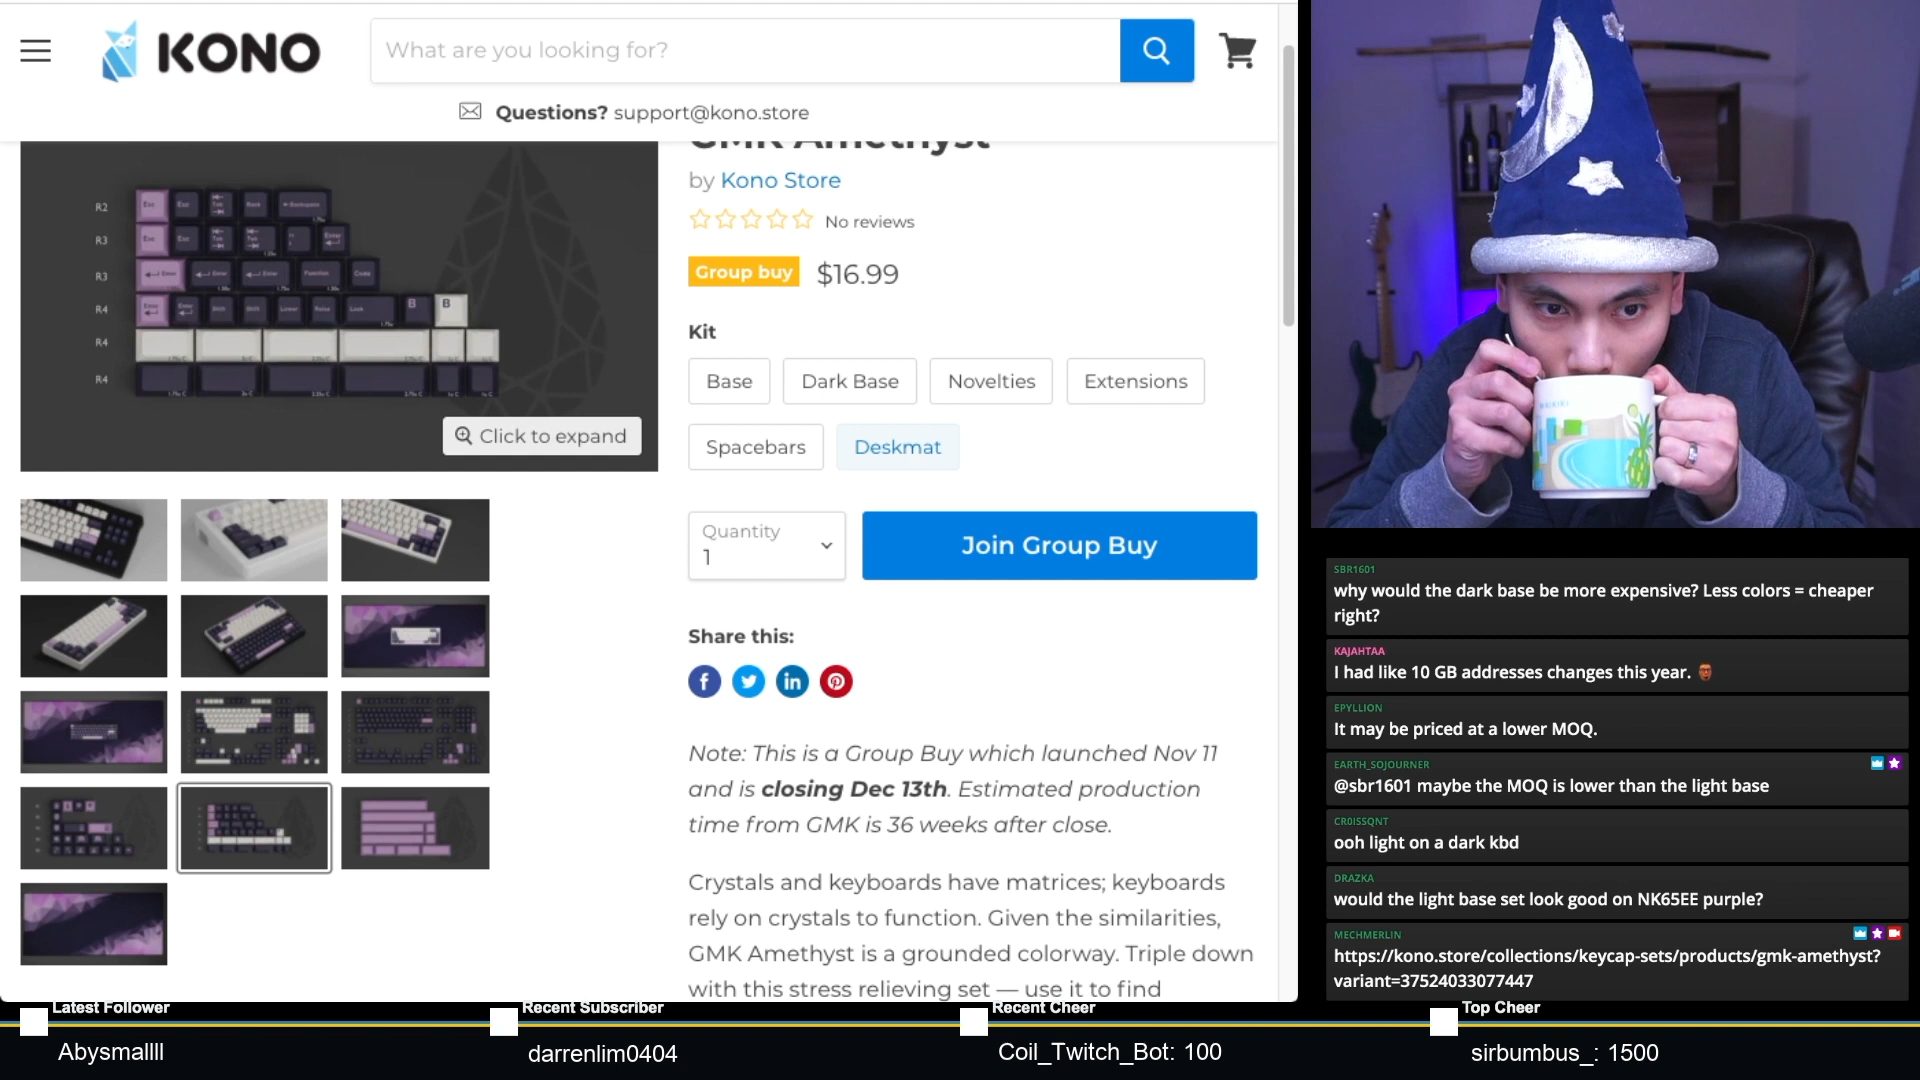 KONO
What are you looking for?
Questions? support@kono.store
GMK Amethyst
by Kono Store
No reviews
Group buy $16.99
Kit
Base Dark Base Novelties Extensions
Spacebars Deskmat
Quantity
1
Join Group Buy
Share this:
Note: This is a Group Buy which launched Nov 11
and is closing Dec 13th. Estimated production
time from GMK is 36 weeks after close.
Crystals and keyboards have matrices; keyboards
rely on crystals to function. Given the similarities,
GMK Amethyst is a grounded colorway. Triple down
with this stress relieving set — use it to find
R2
R3
R3
R4
R4
R4
B B
Click to expand
SBR1601
why would the dark base be more expensive? Less colors = cheaper
right?
KAJAHTAA
I had like 10 GB addresses changes this year.
EPYLLION
It may be priced at a lower MOQ.
EARTH_SOJOURNER
@sbr1601 maybe the MOQ is lower than the light base
CR0ISSQNT
ooh light on a dark kbd
DRAZKA
would the light base set look good on NK65EE purple?
MECHMERLIN
https://kono.store/collections/keycap-sets/products/gmk-amethyst?
variant=37524033077447
Latest Follower Recent Subscriber Recent Cheer Top Cheer
Abysmallll darrenlim0404 Coil_Twitch_Bot: 100 sirbumbus_: 1500